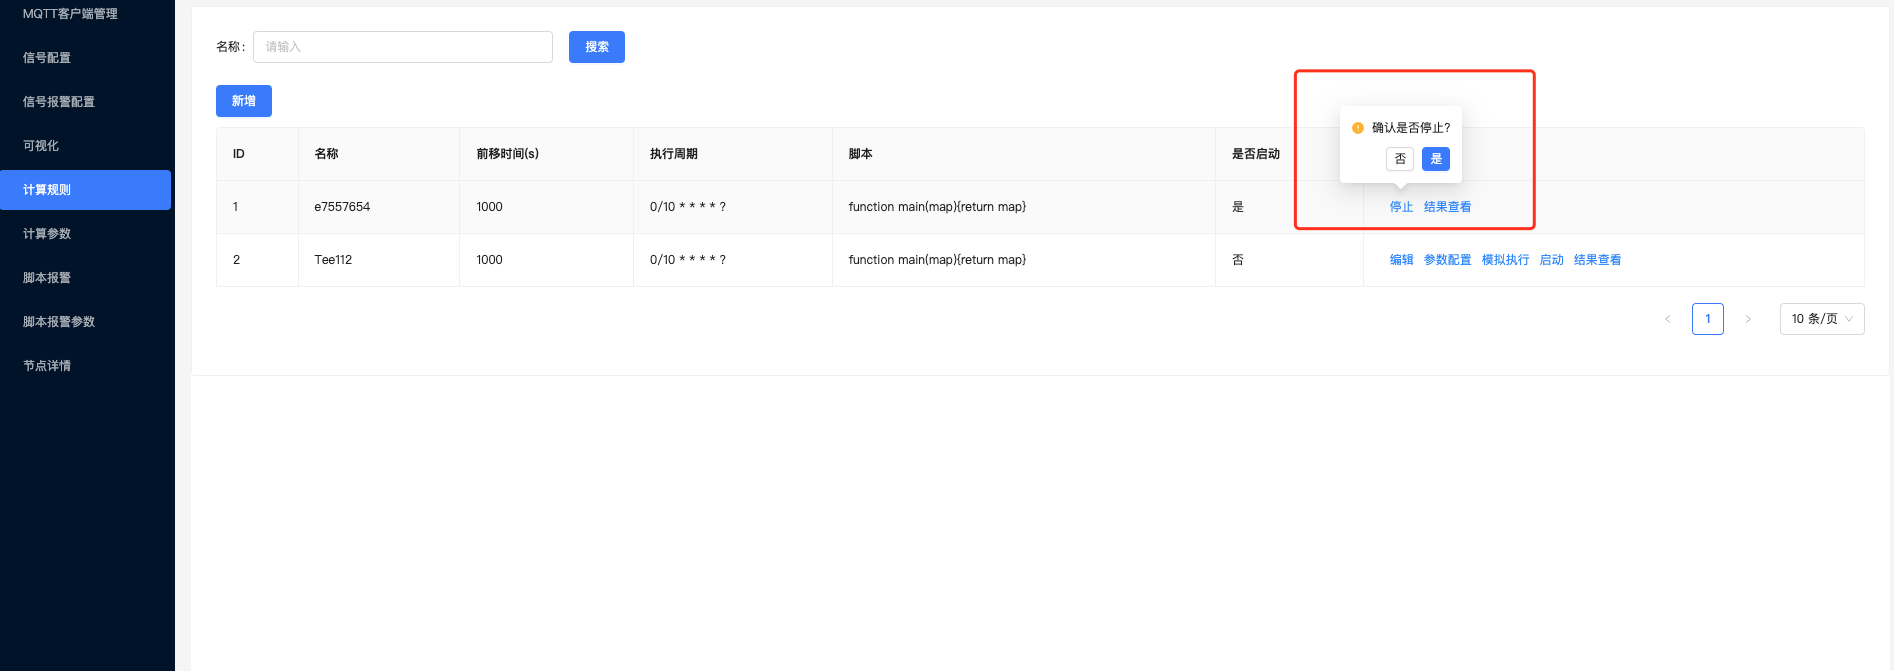 MQTT客户端管理
信号配置
信号报警配置
可视化
计算规则
计算参数
脚本报警
脚本报警参数
节点详情
名称: 请输入 搜索
新增
确认是否停止?
否 是
ID 名称 前移时间(s) 执行周期 脚本 是否启动
1 e7557654 1000 0/10 * * * * ? function main(map){return map} 是 停止 结果查看
2 Tee112 1000 0/10 * * * * ? function main(map){return map} 否 编辑 参数配置 模拟执行 启动 结果查看
< 1 > 10 条/页